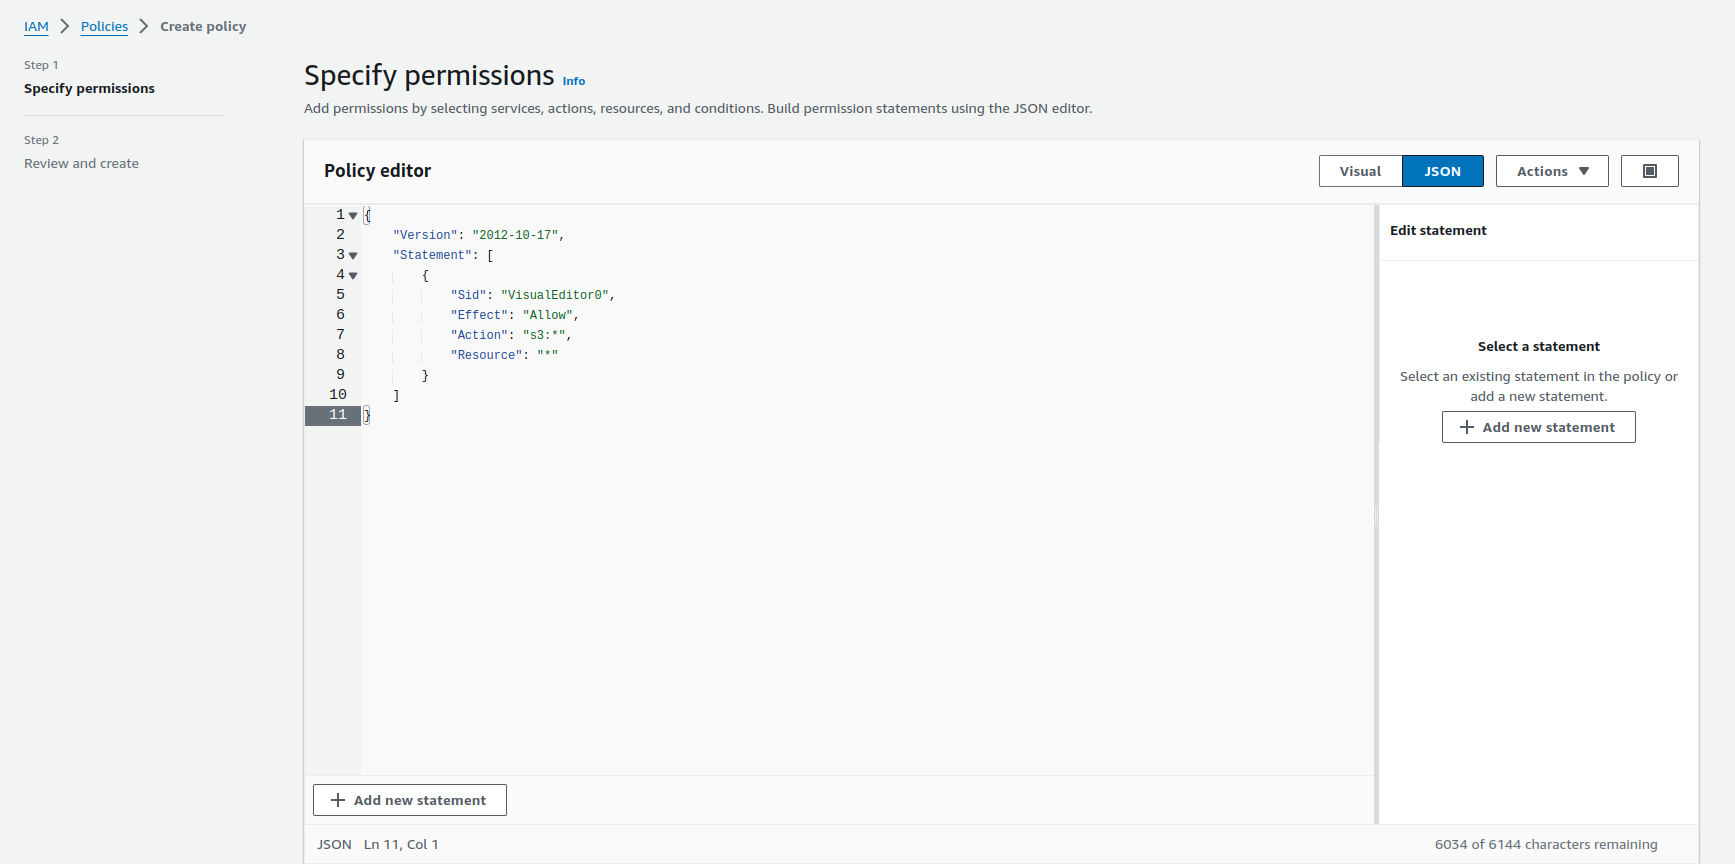 IAM > Policies > Create policy
Step 1
Specify permissions
Step 2
Review and create
Specify permissions Info
Add permissions by selecting services, actions, resources, and conditions. Build permission statements using the JSON editor.
Policy editor
Visual JSON Actions
1 {
2 "Version": "2012-10-17",
3 "Statement": [
4 {
5 "Sid": "VisualEditor0",
6 "Effect": "Allow",
7 "Action": "s3:*",
8 "Resource": "*"
9 }
10 ]
11 }
Edit statement
Select a statement
Select an existing statement in the policy or
add a new statement.
+ Add new statement
+ Add new statement
JSON Ln 11, Col 1
6034 of 6144 characters remaining